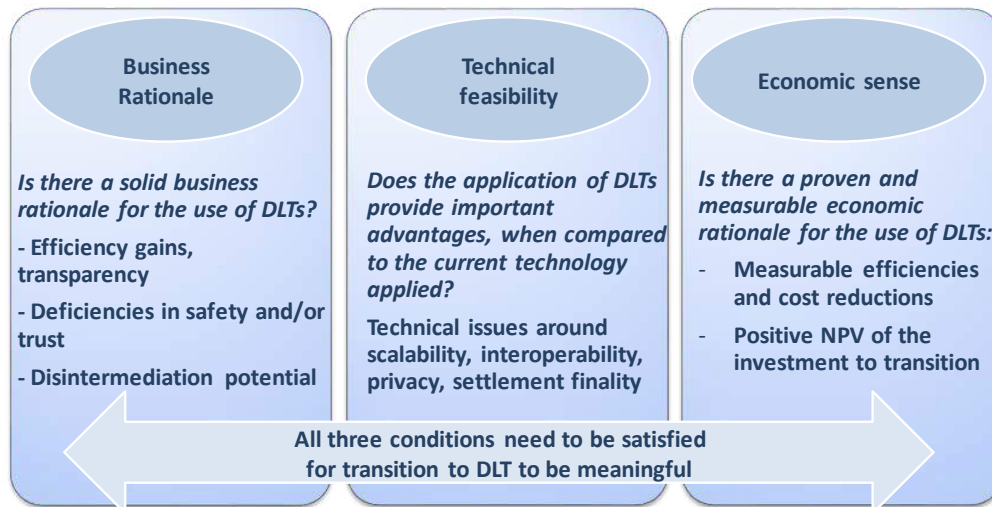 Business
Rationale
Is there a solid business
rationale for the use of DLTs?
- Efficiency gains,
transparency
- Deficiencies in safety and/or
trust
- Disintermediation potential
Technical
feasibility
Does the application of DLTs
provide important
advantages, when compared
to the current technology
applied?
Technical issues around
scalability, interoperability,
privacy, settlement finality
Economic sense
Is there a proven and
measurable economic
rationale for the use of DLTs:
- Measurable efficiencies
and cost reductions
- Positive NPV of the
investment to transition
All three conditions need to be satisfied
for transition to DLT to be meaningful